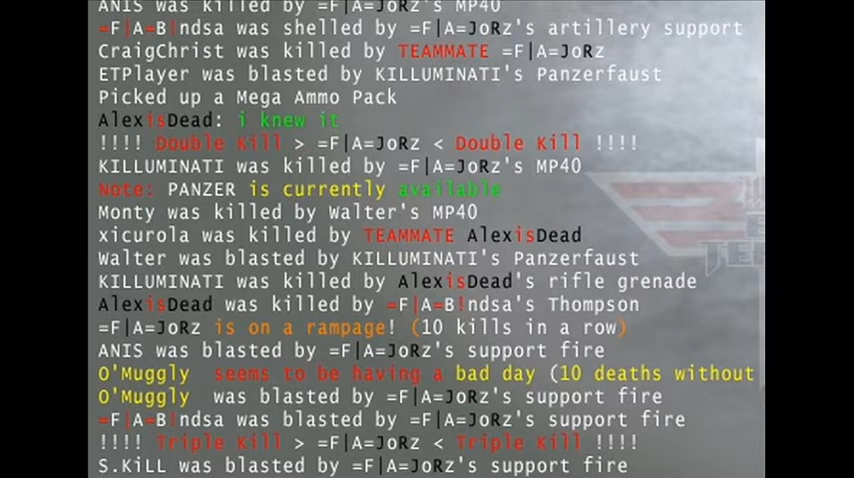 ANIS was killed by =F|A=JoRz's MP40
=F|A=B!ndsa was shelled by =F|A=JoRz's artillery support
CraigChrist was killed by TEAMMATE =F|A=JoRz
ETPlayer was blasted by KILLUMINATI's Panzerfaust
Picked up a Mega Ammo Pack
AlexisDead: i knew it
!!!! Double Kill > =F|A=JoRz < Double Kill !!!!
KILLUMINATI was killed by =F|A=JoRz's MP40
Note: PANZER is currently available
Monty was killed by Walter's MP40
xicurola was killed by TEAMMATE AlexisDead
Walter was blasted by KILLUMINATI's Panzerfaust
KILLUMINATI was killed by AlexisDead's rifle grenade
AlexisDead was killed by =F|A=B!ndsa's Thompson
=F|A=JoRz is on a rampage! (10 kills in a row)
ANIS was blasted by =F|A=JoRz's support fire
O'Muggly seems to be having a bad day (10 deaths without
O'Muggly was blasted by =F|A=JoRz's support fire
=F|A=B!ndsa was blasted by =F|A=JoRz's support fire
!!!! Triple Kill > =F|A=JoRz < Triple Kill !!!!
S.KiLL was blasted by =F|A=JoRz's support fire